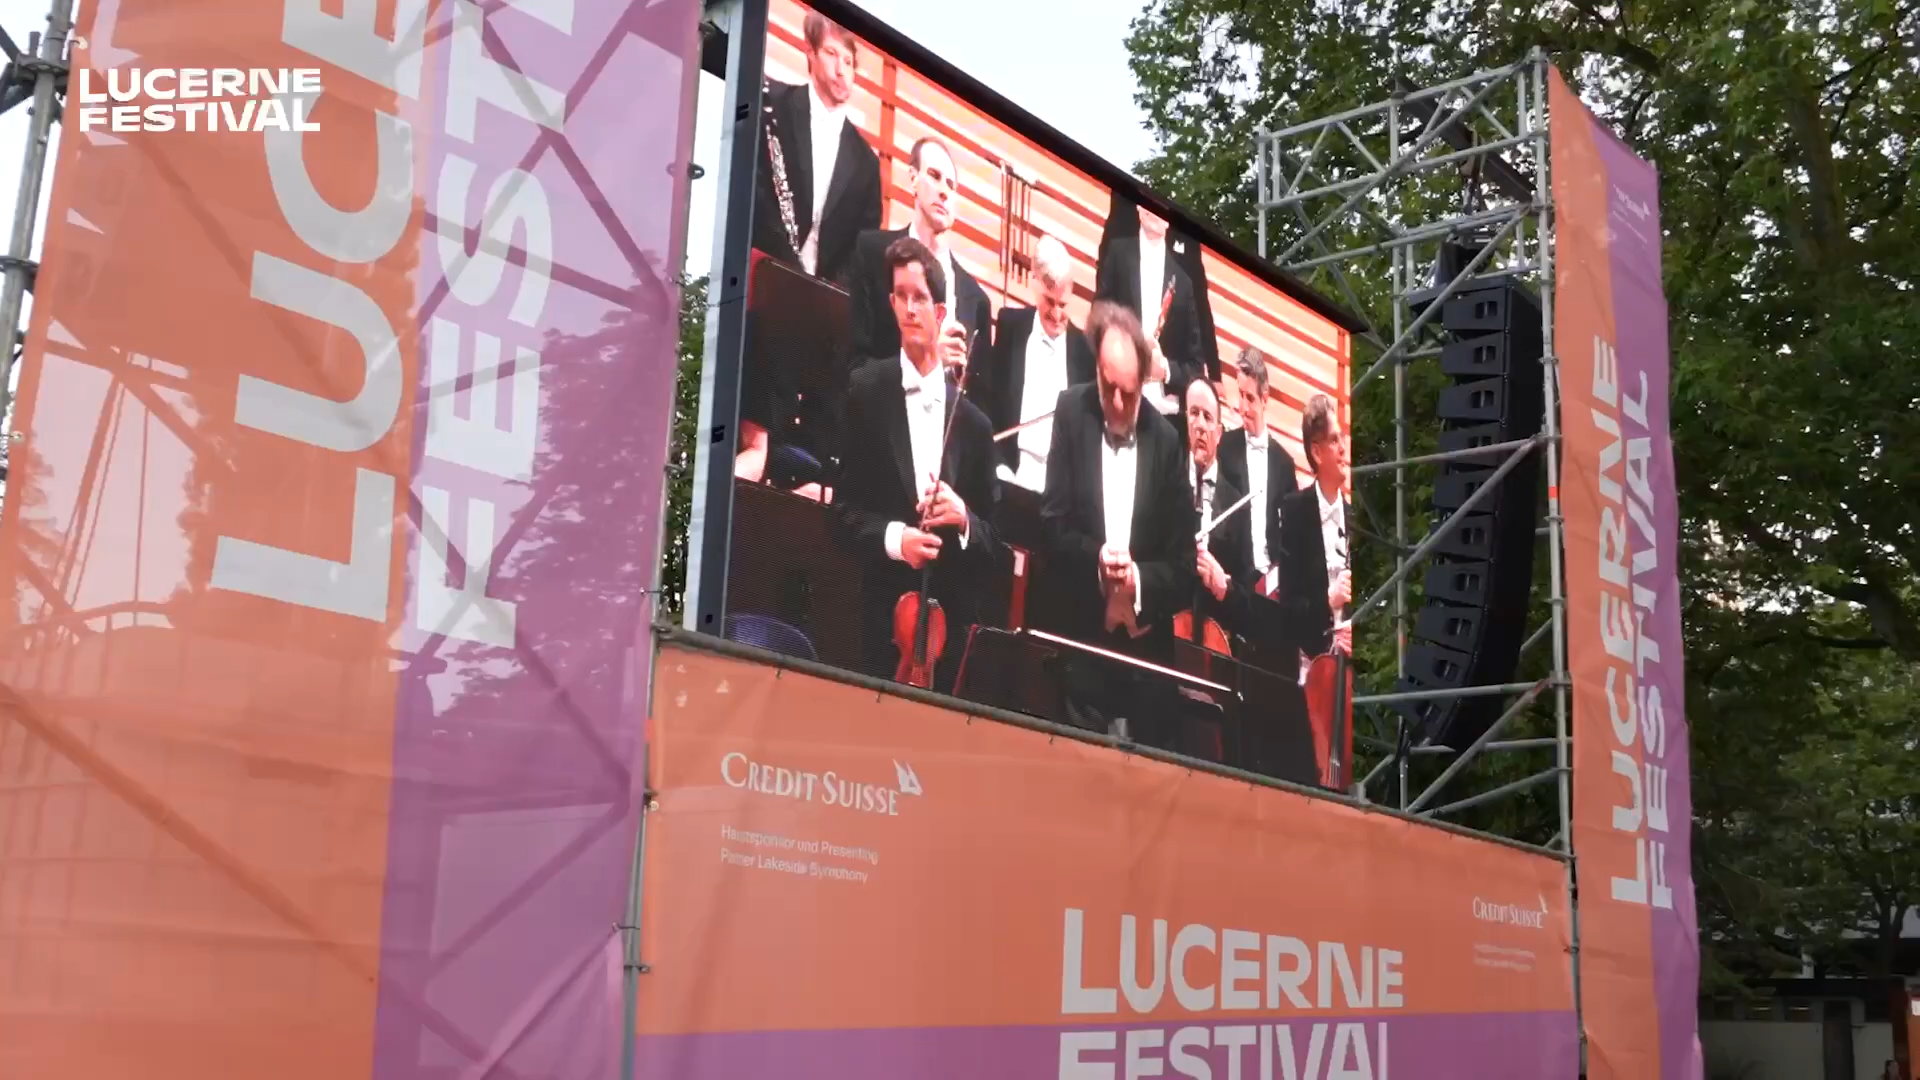 LUCERNE
FESTIVAL
LUCE
FEST
CREDIT SUISSE
Hauptsponsor und Presenting
Partner Lakeside Symphony
LUCERNE
FESTIVAL
CREDIT SUISSE
LUCERNE
FESTIVAL